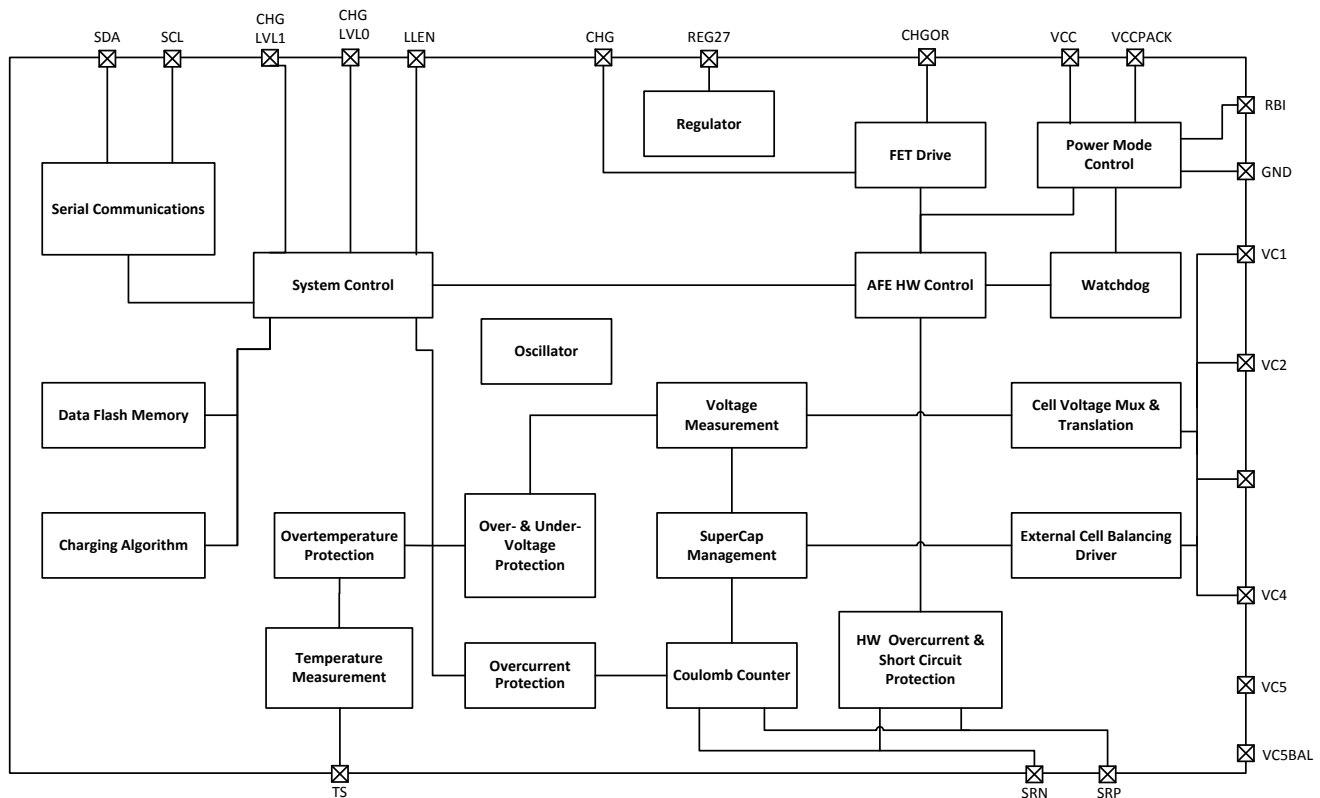 CHG
LVL1
CHG
LVL0
SDA
SCL
LLEN
CHG
REG27
CHGOR
VCC
VCCPACK
RBI
Regulator
FET Drive
Power Mode
Control
GND
Serial Communications
VC1
System Control
AFE HW Control
Watchdog
Oscillator
VC2
Data Flash Memory
Voltage
Measurement
Cell Voltage Mux &
Translation
Charging Algorithm
Overtemperature
Protection
Over- & Under-
Voltage
Protection
SuperCap
Management
External Cell Balancing
Driver
VC4
Temperature
Measurement
Overcurrent
Protection
Coulomb Counter
HW Overcurrent &
Short Circuit
Protection
VC5
VC5BAL
TS
SRN
SRP